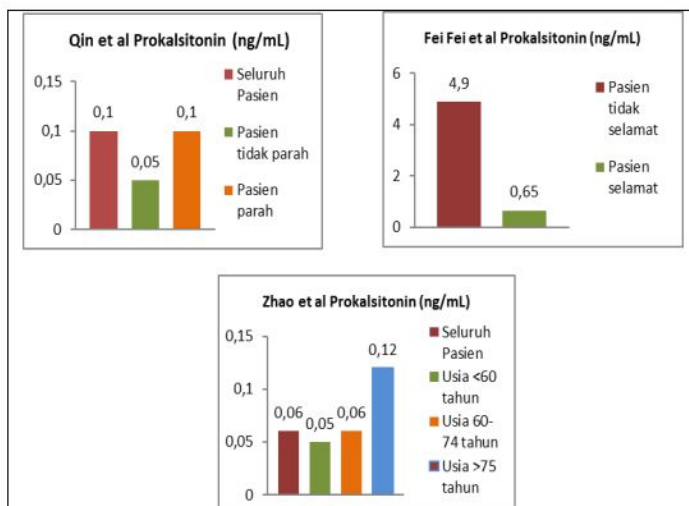 Qin et al Prokalsitonin (ng/mL)
0,15
0,1
0,05
0
0,1
0,05
0,1
Seluruh
Pasien
Pasien
tidak parah
Pasien
parah
Fei Fei et al Prokalsitonin (ng/mL)
6
4
2
0
4,9
0,65
Pasien
tidak
selamat
Pasien
selamat
Zhao et al Prokalsitonin (ng/mL)
0,15
0,1
0,05
0
0,06
0,05
0,06
0,12
Seluruh
Pasien
Usia <60
tahun
Usia 60-
74 tahun
Usia >75
tahun